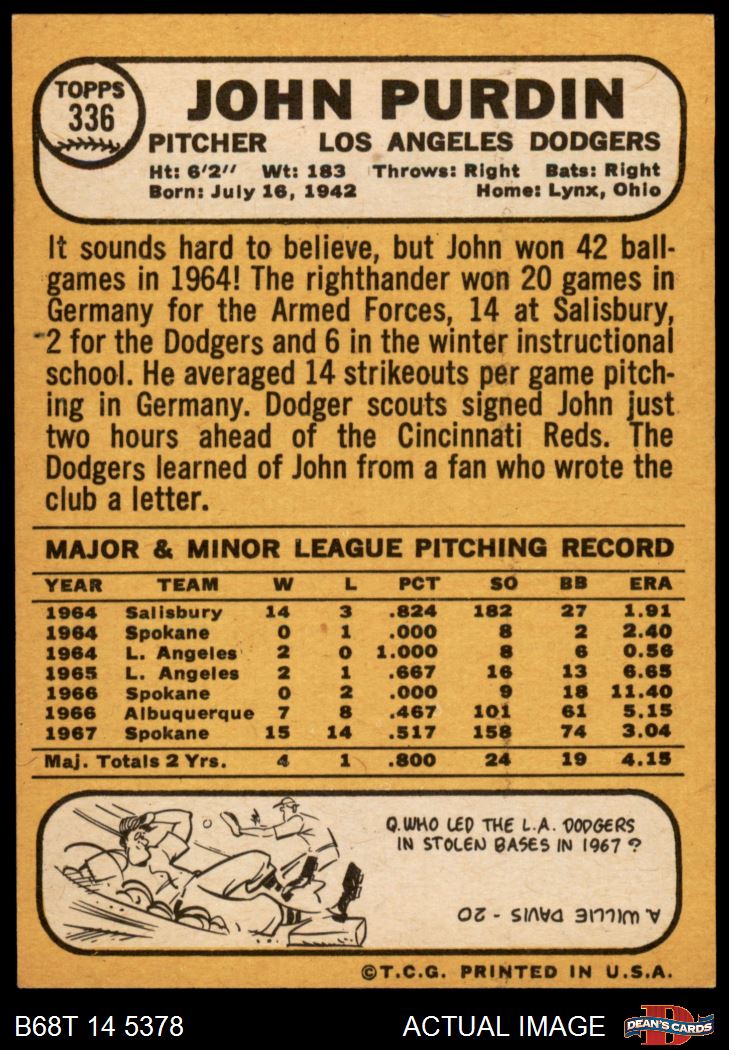 TOPPS
336
JOHN PURDIN
PITCHER LOS ANGELES DODGERS
Ht: 6'2" Wt: 183 Throws: Right Bats: Right
Born: July 16, 1942 Home: Lynx, Ohio
It sounds hard to believe, but John won 42 ball-
games in 1964! The righthander won 20 games in
Germany for the Armed Forces, 14 at Salisbury,
2 for the Dodgers and 6 in the winter instructional
school. He averaged 14 strikeouts per game pitch-
ing in Germany. Dodger scouts signed John just
two hours ahead of the Cincinnati Reds. The
Dodgers learned of John from a fan who wrote the
club a letter.
MAJOR & MINOR LEAGUE PITCHING RECORD
YEAR TEAM W L PCT SO BB ERA
1964 Salisbury 14 3 .824 182 27 1.91
1964 Spokane 0 1 .000 8 2 2.40
1964 L. Angeles 2 0 1.000 8 6 0.56
1965 L. Angeles 2 1 .667 16 13 6.65
1966 Spokane 0 2 .000 9 18 11.40
1966 Albuquerque 7 8 .467 101 61 5.15
1967 Spokane 15 14 .517 158 74 3.04
Maj. Totals 2 Yrs. 4 1 .800 24 19 4.15
Q. WHO LED THE L.A. DODGERS
IN STOLEN BASES IN 1967 ?
A. WILLIE DAVIS - 20
©T.C.G. PRINTED IN U.S.A.
B68T 14 5378 ACTUAL IMAGE
DEAN'S CARDS